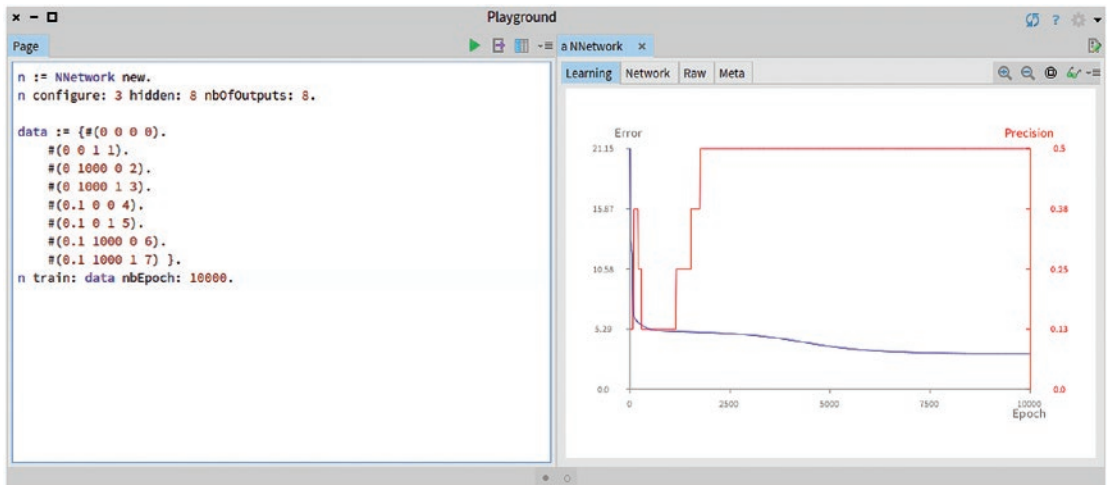 Playground
?
Page
a NNetwork ×
n := NNetwork new.
n configure: 3 hidden: 8 nbOfOutputs: 8.
data := {#(0 0 0 0).
#(0 0 1 1).
#(0 1000 0 2).
#(0 1000 1 3).
#(0.1 0 0 4).
#(0.1 0 1 5).
#(0.1 1000 0 6).
#(0.1 1000 1 7) }.
n train: data nbEpoch: 10000.
Learning Network Raw Meta
Error
Precision
21.15
0.5
15.87
0.38
10.58
0.25
5.29
0.13
0.0
0.0
0
2500
5000
7500
10000
Epoch